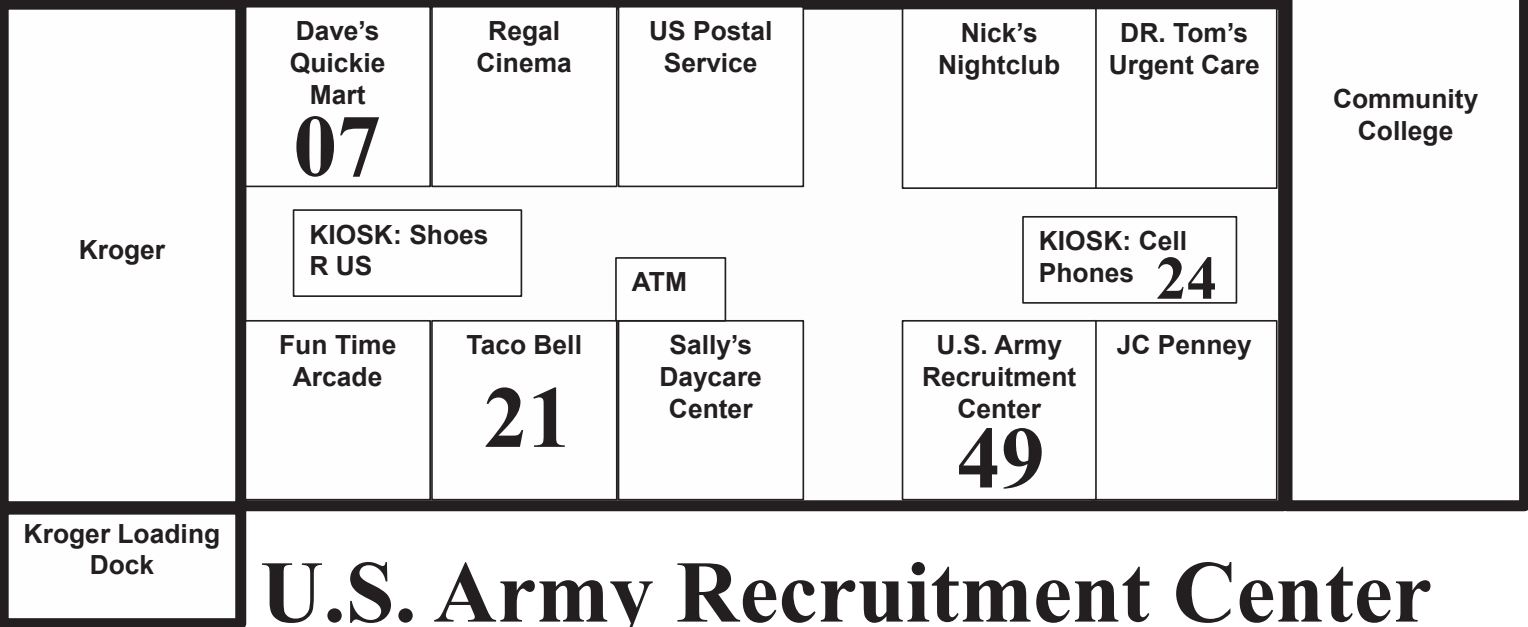 Dave’s
Quickie
Mart
07
Regal
Cinema
US Postal
Service
Nick's
Nightclub
DR. Tom’s
Urgent Care
Community
College
Kroger
KIOSK: Shoes
R US
ATM
KIOSK: Cell
Phones 24
Fun Time
Arcade
Taco Bell
21
Sally’s
Daycare
Center
U.S. Army
Recruitment
Center
49
JC Penney
Kroger Loading
Dock
U.S. Army Recruitment Center